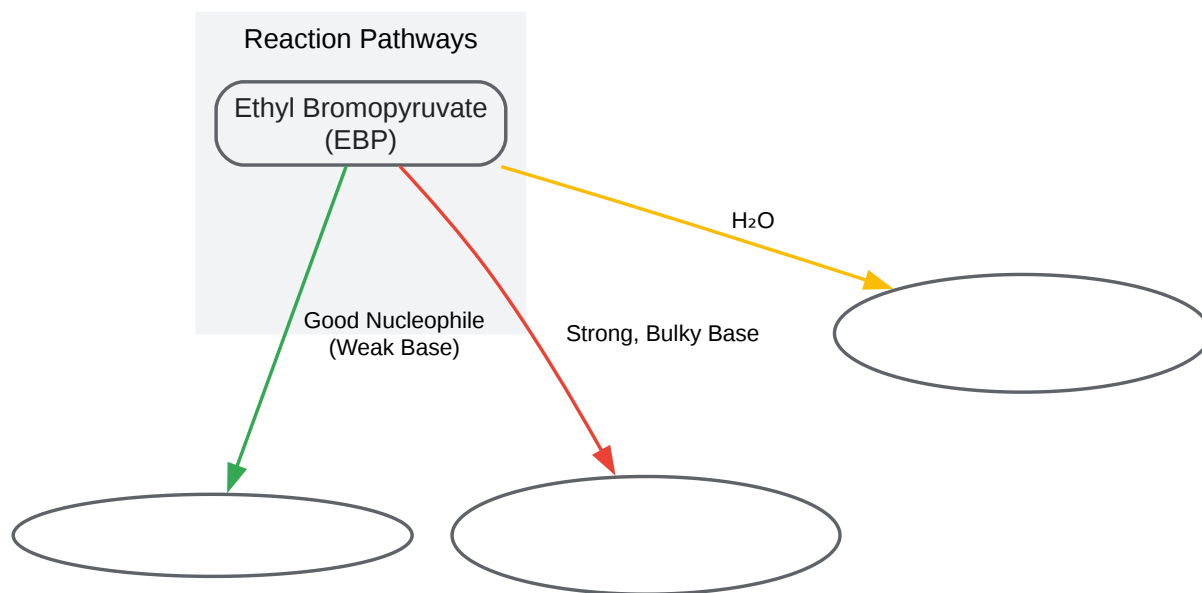 Reaction Pathways
Ethyl Bromopyruvate
(EBP)
H₂O
Good Nucleophile
(Weak Base)
Strong, Bulky Base